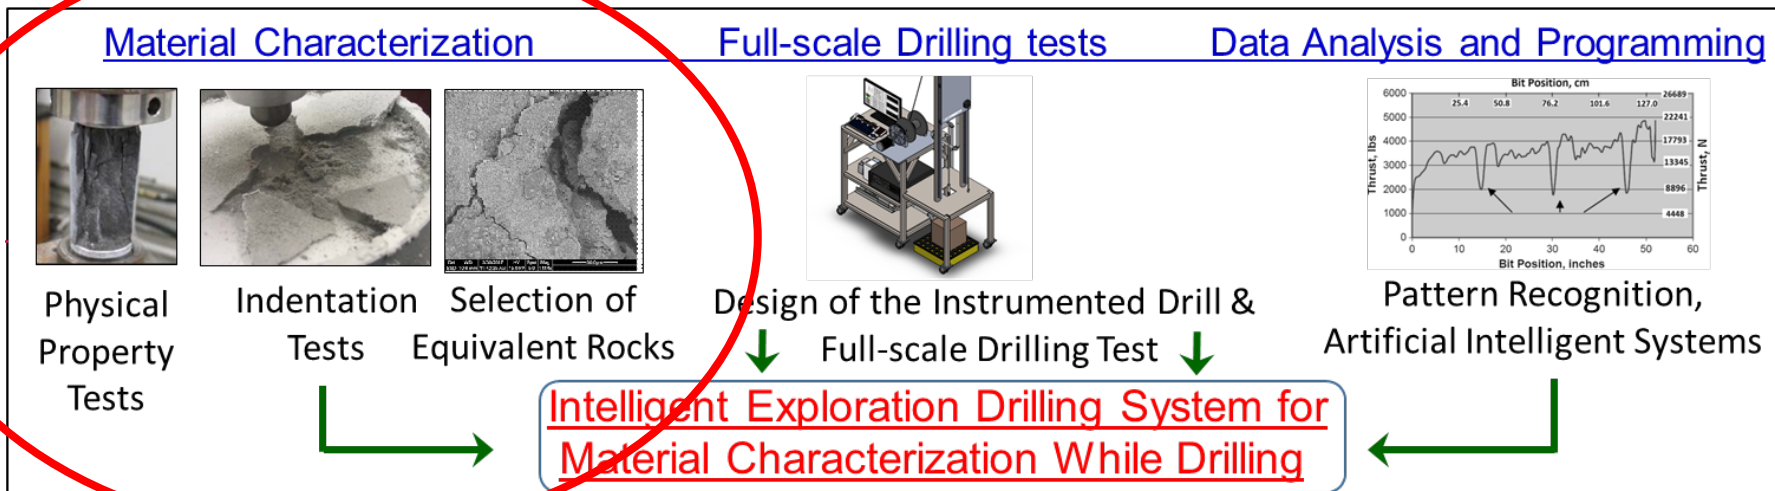 Material Characterization
Full-scale Drilling tests
Data Analysis and Programming
Physical
Property
Tests
Indentation
Tests
Selection of
Equivalent Rocks
Design of the Instrumented Drill &
Full-scale Drilling Test
Bit Position, cm
25.4 50.8 76.2 101.6 127.0
Thrust, lbs
6000
5000
4000
3000
2000
1000
0
26689
22241
17793
13345
8896
4448
Thrust, N
0 10 20 30 40 50 60
Bit Position, inches
Pattern Recognition,
Artificial Intelligent Systems
Intelligent Exploration Drilling System for
Material Characterization While Drilling